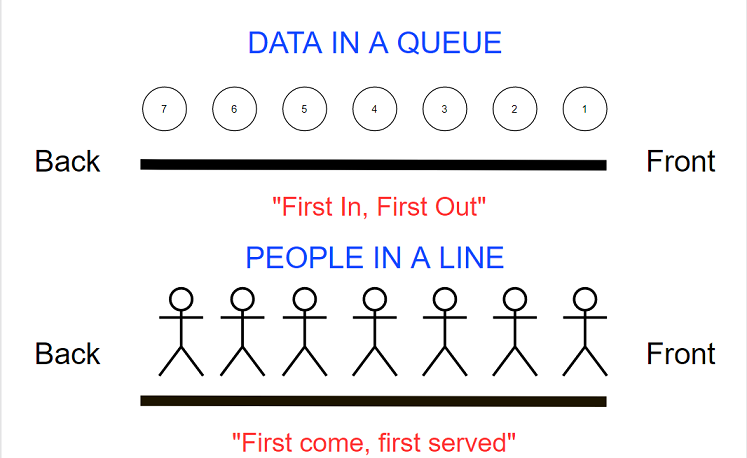 DATA IN A QUEUE
7 6 5 4 3 2 1
Back Front
"First In, First Out"
PEOPLE IN A LINE
Back Front
"First come, first served"